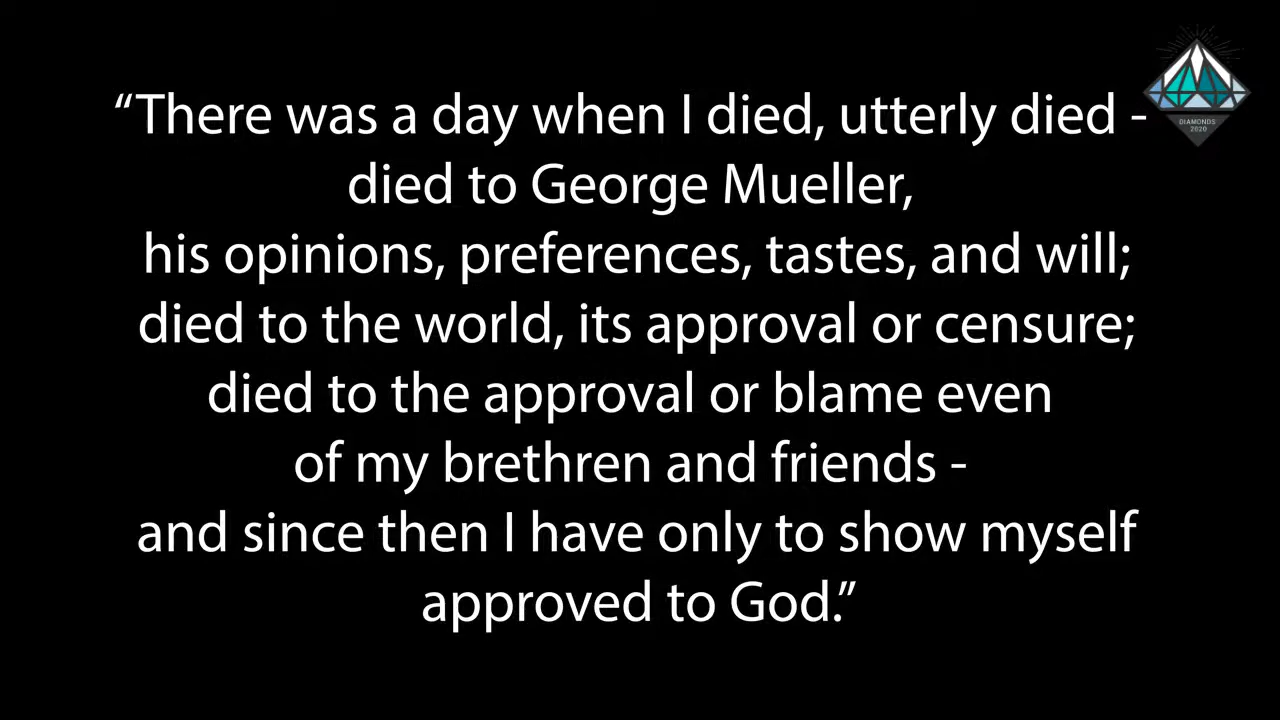 “There was a day when I died, utterly died -
died to George Mueller,
his opinions, preferences, tastes, and will;
died to the world, its approval or censure;
died to the approval or blame even
of my brethren and friends -
and since then I have only to show myself
approved to God.”
DIAMONDS
2020